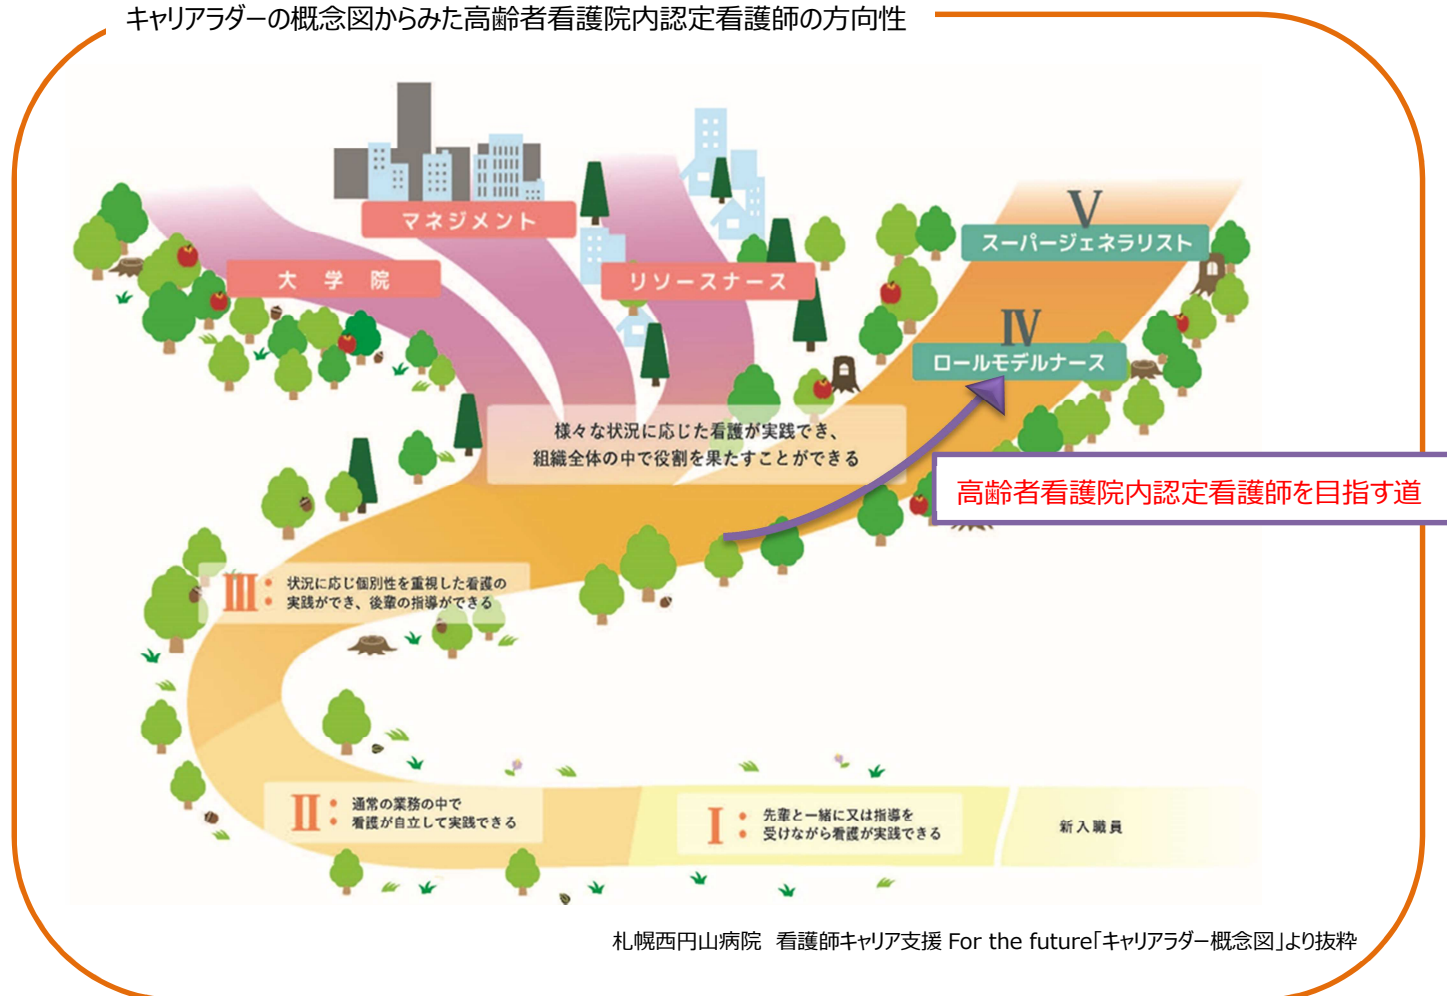 キャリアラダーの概念図からみた高齢者看護院内認定看護師の方向性
マネジメント
大学院
リソースナース
Ⅴ
スーパージェネラリスト
Ⅳ
ロールモデルナース
様々な状況に応じた看護が実践でき、
組織全体の中で役割を果たすことができる
高齢者看護院内認定看護師を目指す道
Ⅲ：
状況に応じ個別性を重視した看護の
実践ができ、後輩の指導ができる
Ⅱ：
通常の業務の中で
看護が自立して実践できる
Ⅰ：
先輩と一緒に又は指導を
受けながら看護が実践できる
新入職員
札幌西円山病院 看護師キャリア支援 For the future「キャリアラダー概念図」より抜粋